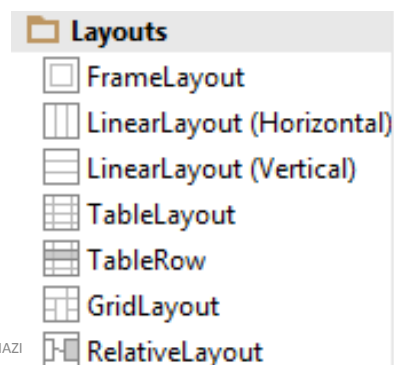 Layouts
FrameLayout
LinearLayout (Horizontal)
LinearLayout (Vertical)
TableLayout
TableRow
GridLayout
RelativeLayout